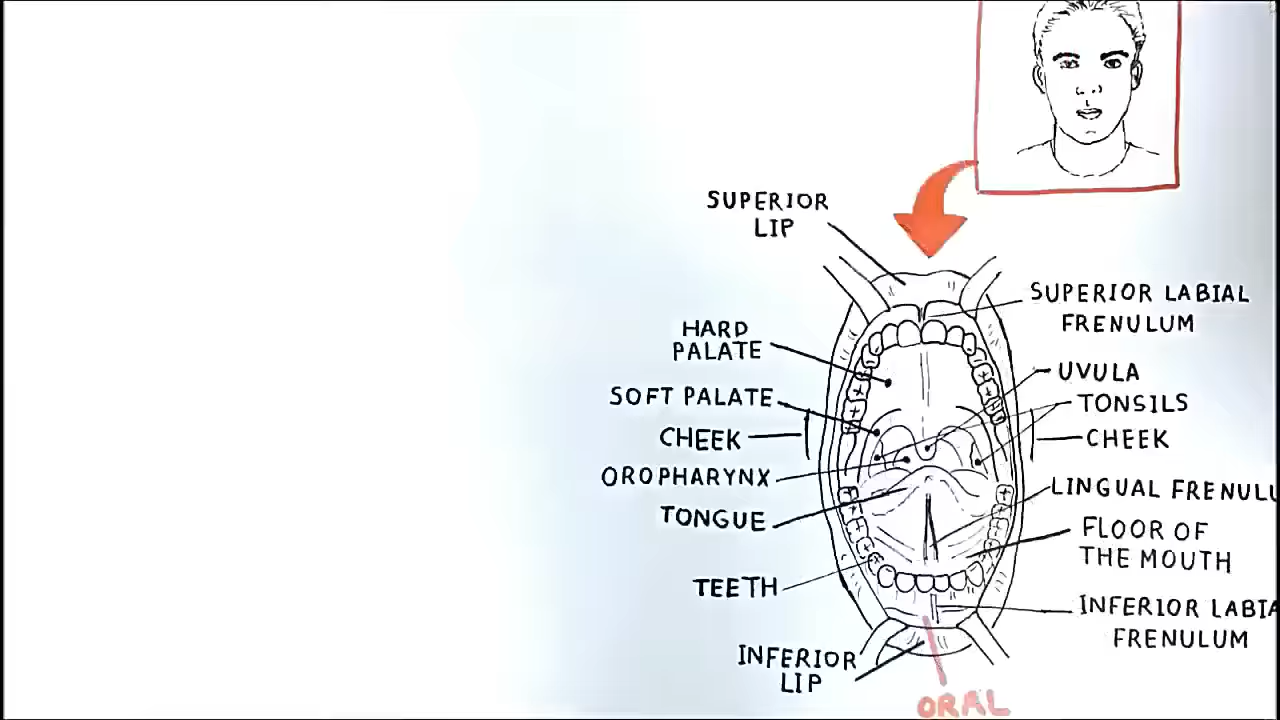 SUPERIOR
LIP
SUPERIOR LABIAL
FRENULUM
HARD
PALATE
UVULA
SOFT PALATE
TONSILS
CHEEK
CHEEK
OROPHARYNX
LINGUAL FRENULU
TONGUE
FLOOR OF
THE MOUTH
TEETH
INFERIOR LABIA
FRENULUM
INFERIOR
LIP
ORAL